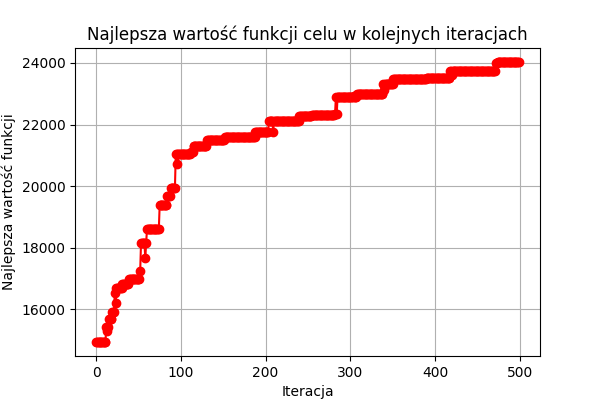 Najlepsza wartość funkcji celu w kolejnych iteracjach
24000
22000
20000
18000
16000
Najlepsza wartość funkcji
0 100 200 300 400 500
Iteracja